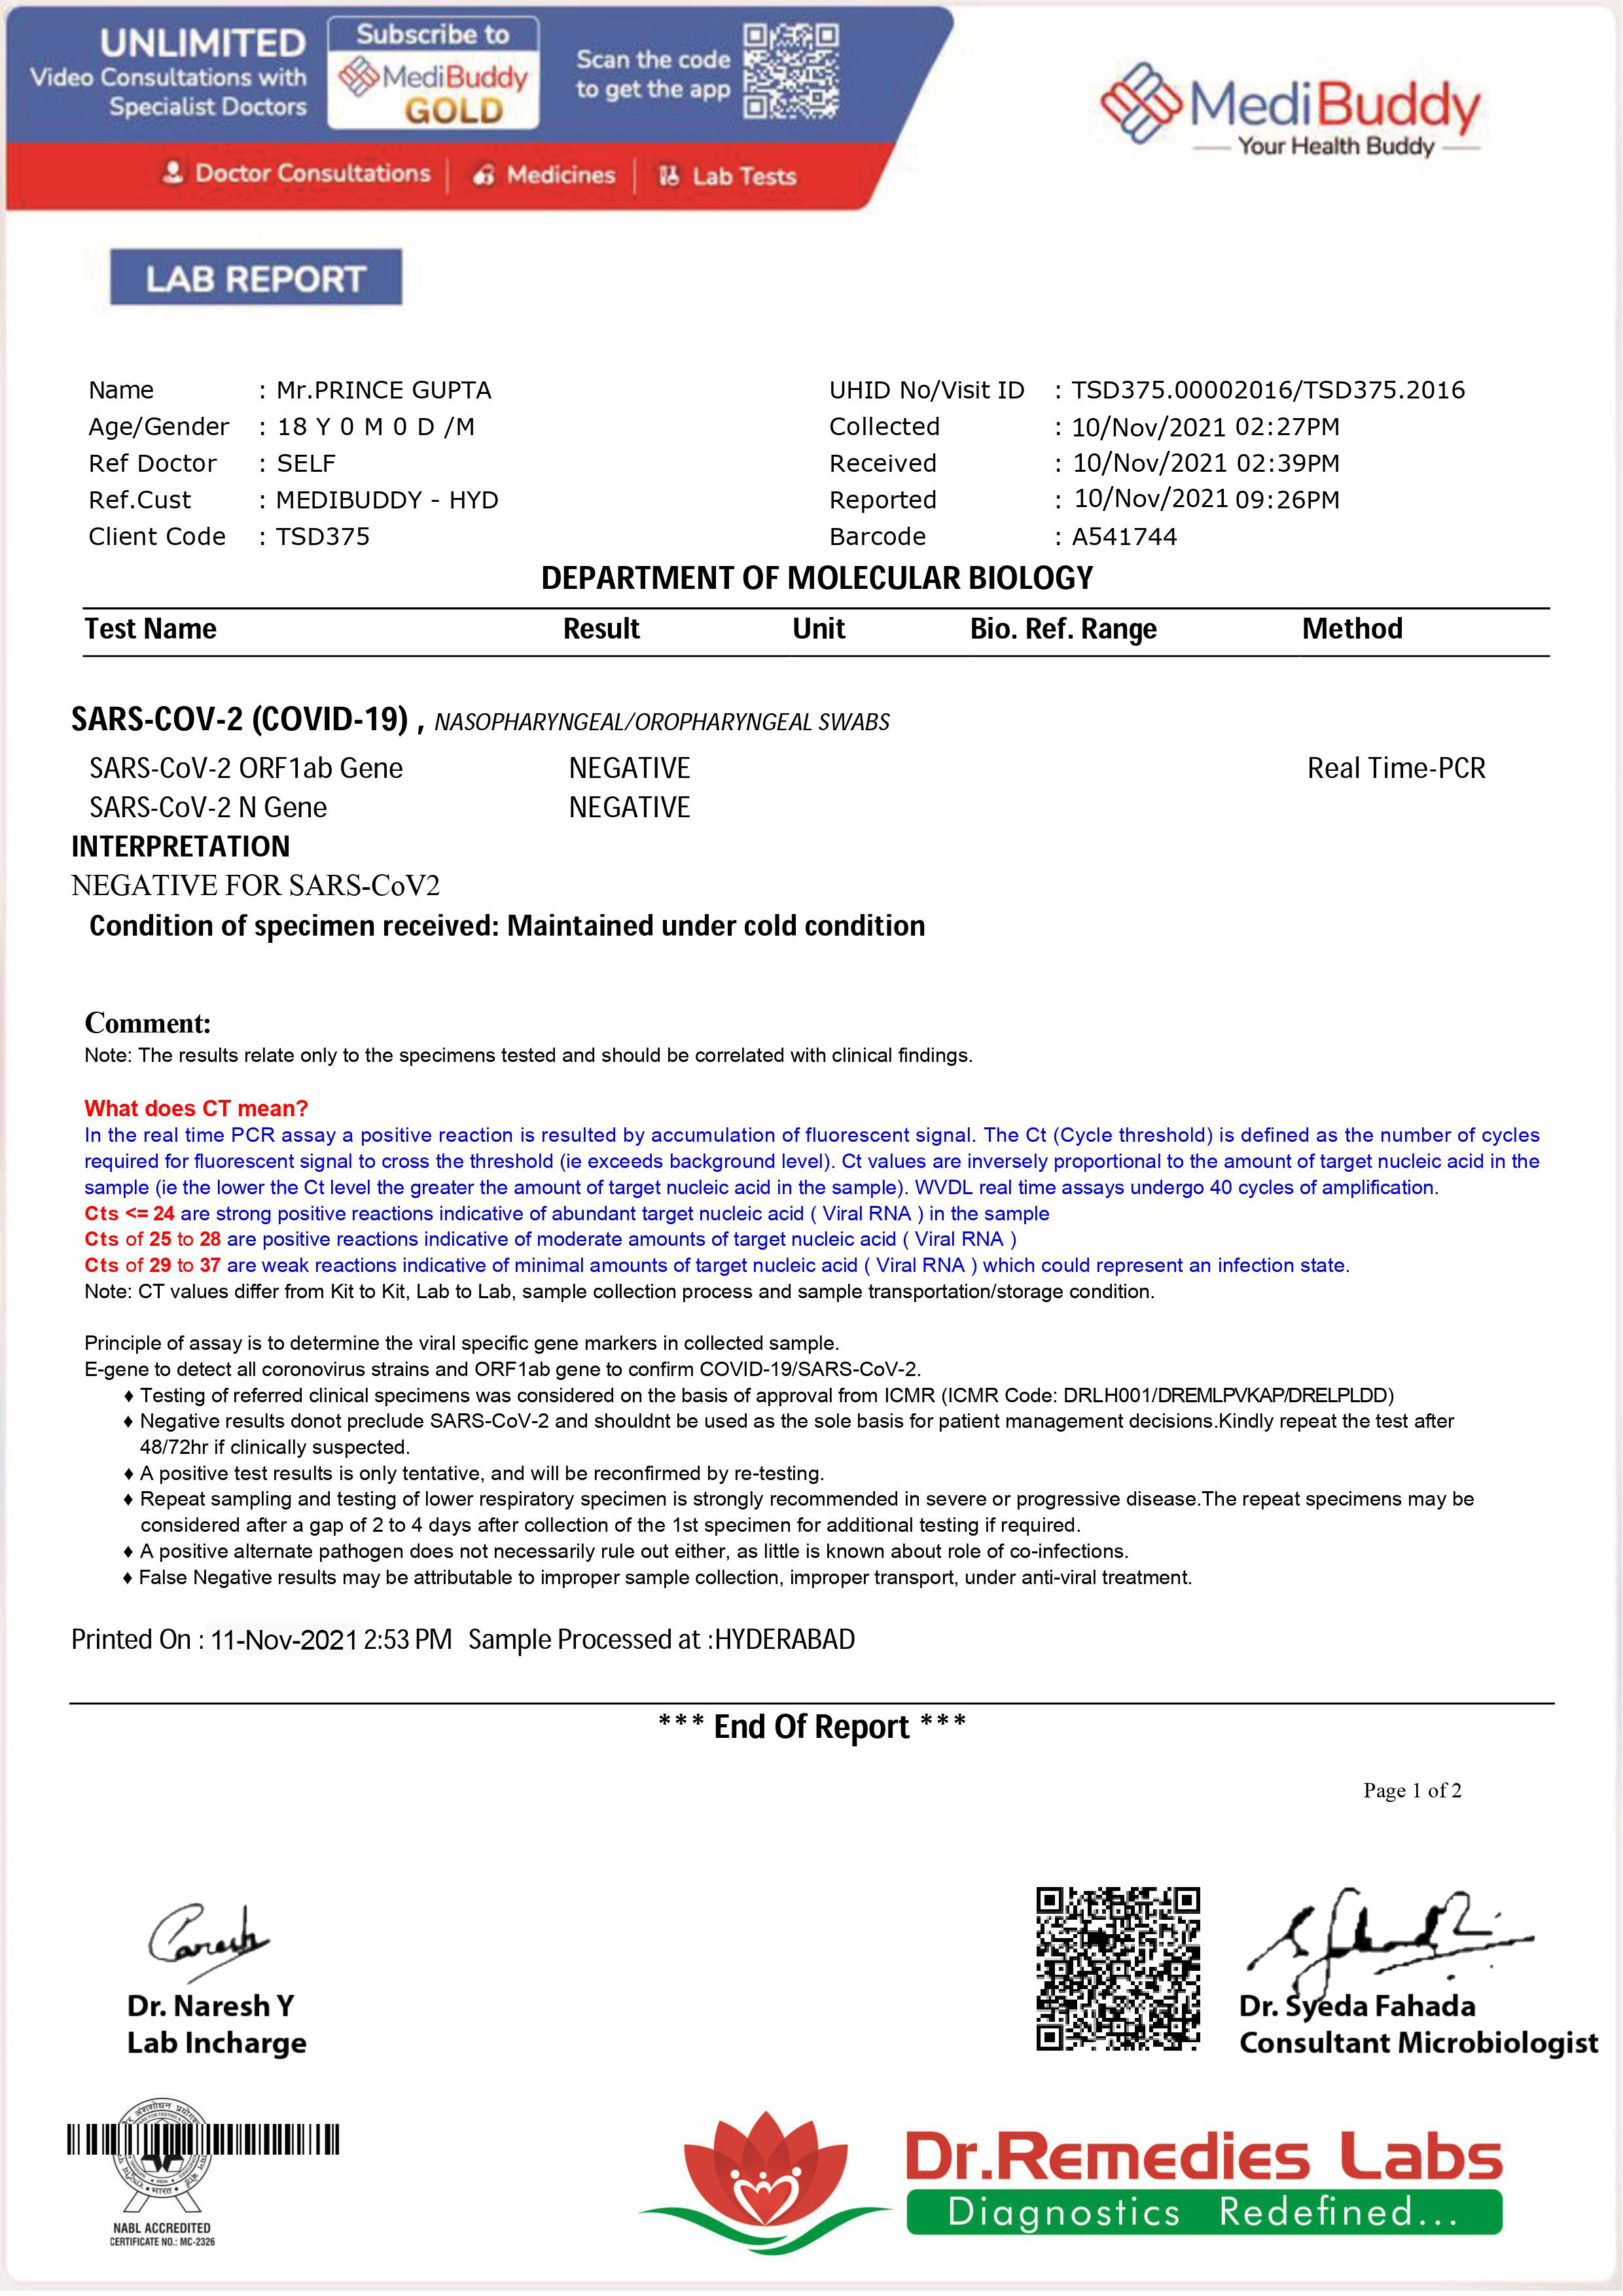 UNLIMITED
Video Consultations with
Specialist Doctors
Subscribe to
MediBuddy
GOLD
Scan the code
to get the app
Doctor Consultations
Medicines
Lab Tests
MediBuddy
Your Health Buddy
LAB REPORT
Name : Mr.PRINCE GUPTA
Age/Gender : 18 Y 0 M 0 D /M
Ref Doctor : SELF
Ref.Cust : MEDIBUDDY - HYD
Client Code : TSD375
UHID No/Visit ID : TSD375.00002016/TSD375.2016
Collected : 10/Nov/2021 02:27PM
Received : 10/Nov/2021 02:39PM
Reported : 10/Nov/2021 09:26PM
Barcode : A541744
DEPARTMENT OF MOLECULAR BIOLOGY
Test Name Result Unit Bio. Ref. Range Method
SARS-COV-2 (COVID-19) , NASOPHARYNGEAL/OROPHARYNGEAL SWABS
SARS-CoV-2 ORF1ab Gene NEGATIVE Real Time-PCR
SARS-CoV-2 N Gene NEGATIVE
INTERPRETATION
NEGATIVE FOR SARS-CoV2
Condition of specimen received: Maintained under cold condition
Comment:
Note: The results relate only to the specimens tested and should be correlated with clinical findings.
What does CT mean?
In the real time PCR assay a positive reaction is resulted by accumulation of fluorescent signal. The Ct (Cycle threshold) is defined as the number of cycles
required for fluorescent signal to cross the threshold (ie exceeds background level). Ct values are inversely proportional to the amount of target nucleic acid in the
sample (ie the lower the Ct level the greater the amount of target nucleic acid in the sample). WVDL real time assays undergo 40 cycles of amplification.
Cts <= 24 are strong positive reactions indicative of abundant target nucleic acid ( Viral RNA ) in the sample
Cts of 25 to 28 are positive reactions indicative of moderate amounts of target nucleic acid ( Viral RNA )
Cts of 29 to 37 are weak reactions indicative of minimal amounts of target nucleic acid ( Viral RNA ) which could represent an infection state.
Note: CT values differ from Kit to Kit, Lab to Lab, sample collection process and sample transportation/storage condition.
Principle of assay is to determine the viral specific gene markers in collected sample.
E-gene to detect all coronovirus strains and ORF1ab gene to confirm COVID-19/SARS-CoV-2.
♦ Testing of referred clinical specimens was considered on the basis of approval from ICMR (ICMR Code: DRLH001/DREMLPVKAP/DRELPLDD)
♦ Negative results donot preclude SARS-CoV-2 and shouldnt be used as the sole basis for patient management decisions.Kindly repeat the test after
48/72hr if clinically suspected.
♦ A positive test results is only tentative, and will be reconfirmed by re-testing.
♦ Repeat sampling and testing of lower respiratory specimen is strongly recommended in severe or progressive disease.The repeat specimens may be
considered after a gap of 2 to 4 days after collection of the 1st specimen for additional testing if required.
♦ A positive alternate pathogen does not necessarily rule out either, as little is known about role of co-infections.
♦ False Negative results may be attributable to improper sample collection, improper transport, under anti-viral treatment.
Printed On : 11-Nov-2021 2:53 PM Sample Processed at :HYDERABAD
*** End Of Report ***
Page 1 of 2
Dr. Naresh Y
Lab Incharge
Dr. Syeda Fahada
Consultant Microbiologist
भारत
NABL ACCREDITED
CERTIFICATE NO.: MC-2326
Dr.Remedies Labs
Diagnostics Redefined...